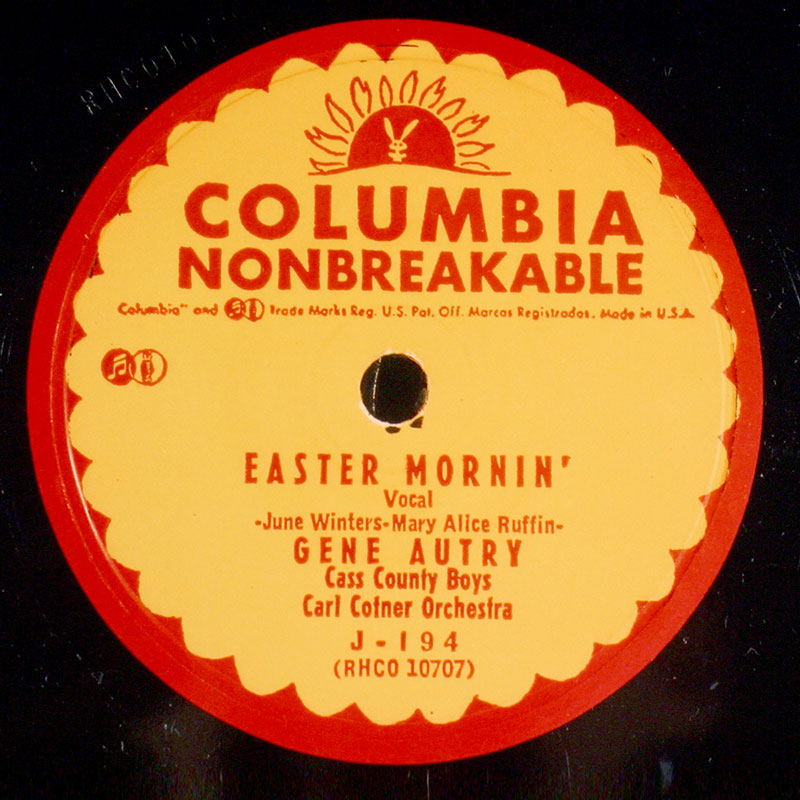 RHCO107
COLUMBIA
NONBREAKABLE
Columbia" and Trade Marks Reg. U.S. Pat. Off. Marcas Registradas. Made in U.S.A.
EASTER MORNIN'
Vocal
-June Winters-Mary Alice Ruffin-
GENE AUTRY
Cass County Boys
Carl Cotner Orchestra
J-194
(RHCO 10707)